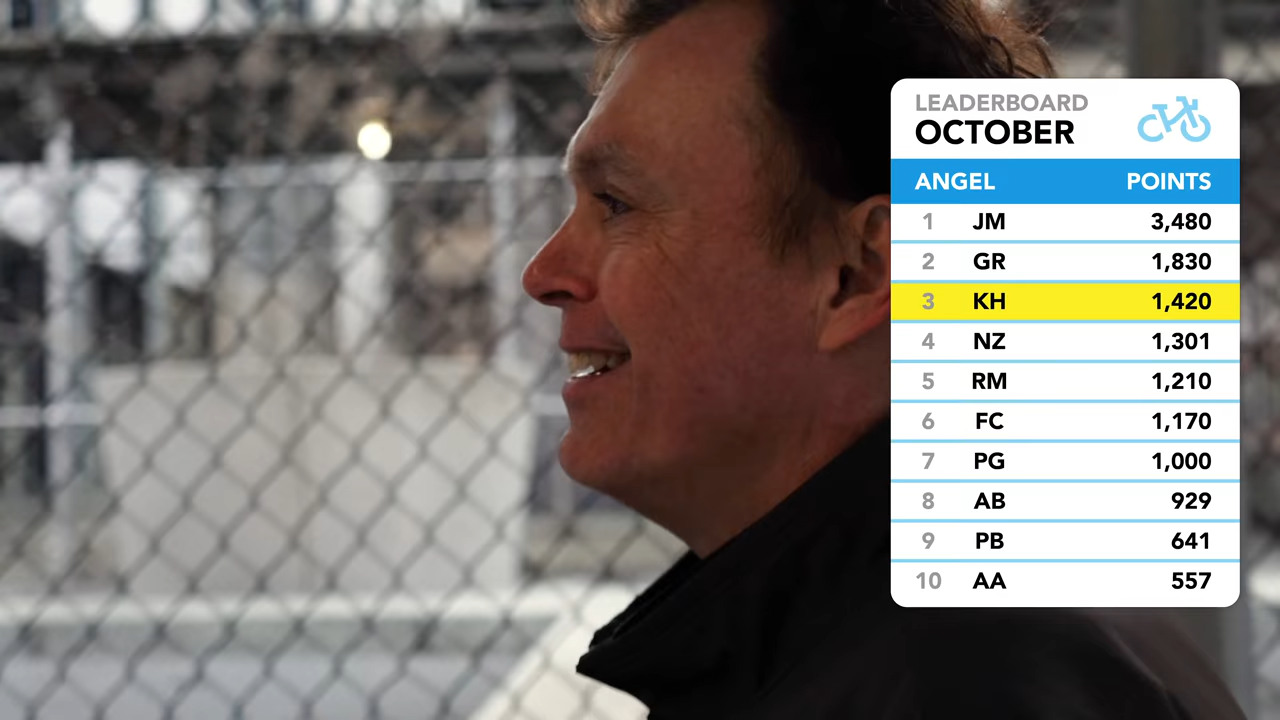 LEADERBOARD
OCTOBER
ANGEL POINTS
1 JM 3,480
2 GR 1,830
3 KH 1,420
4 NZ 1,301
5 RM 1,210
6 FC 1,170
7 PG 1,000
8 AB 929
9 PB 641
10 AA 557